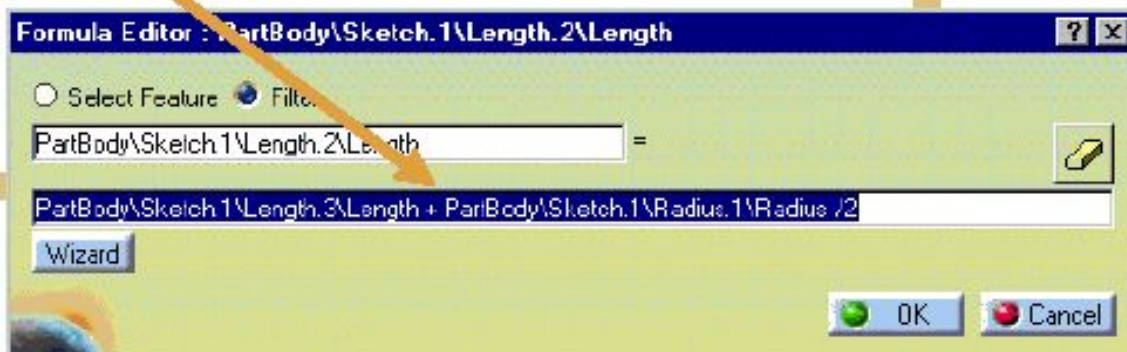 Formula Editor : PartBody\Sketch.1\Length.2\Length ? X
Select Feature Filter
PartBody\Sketch.1\Length.2\Length =
PartBody\Sketch.1\Length.3\Length + PartBody\Sketch.1\Radius.1\Radius /2
Wizard
OK Cancel